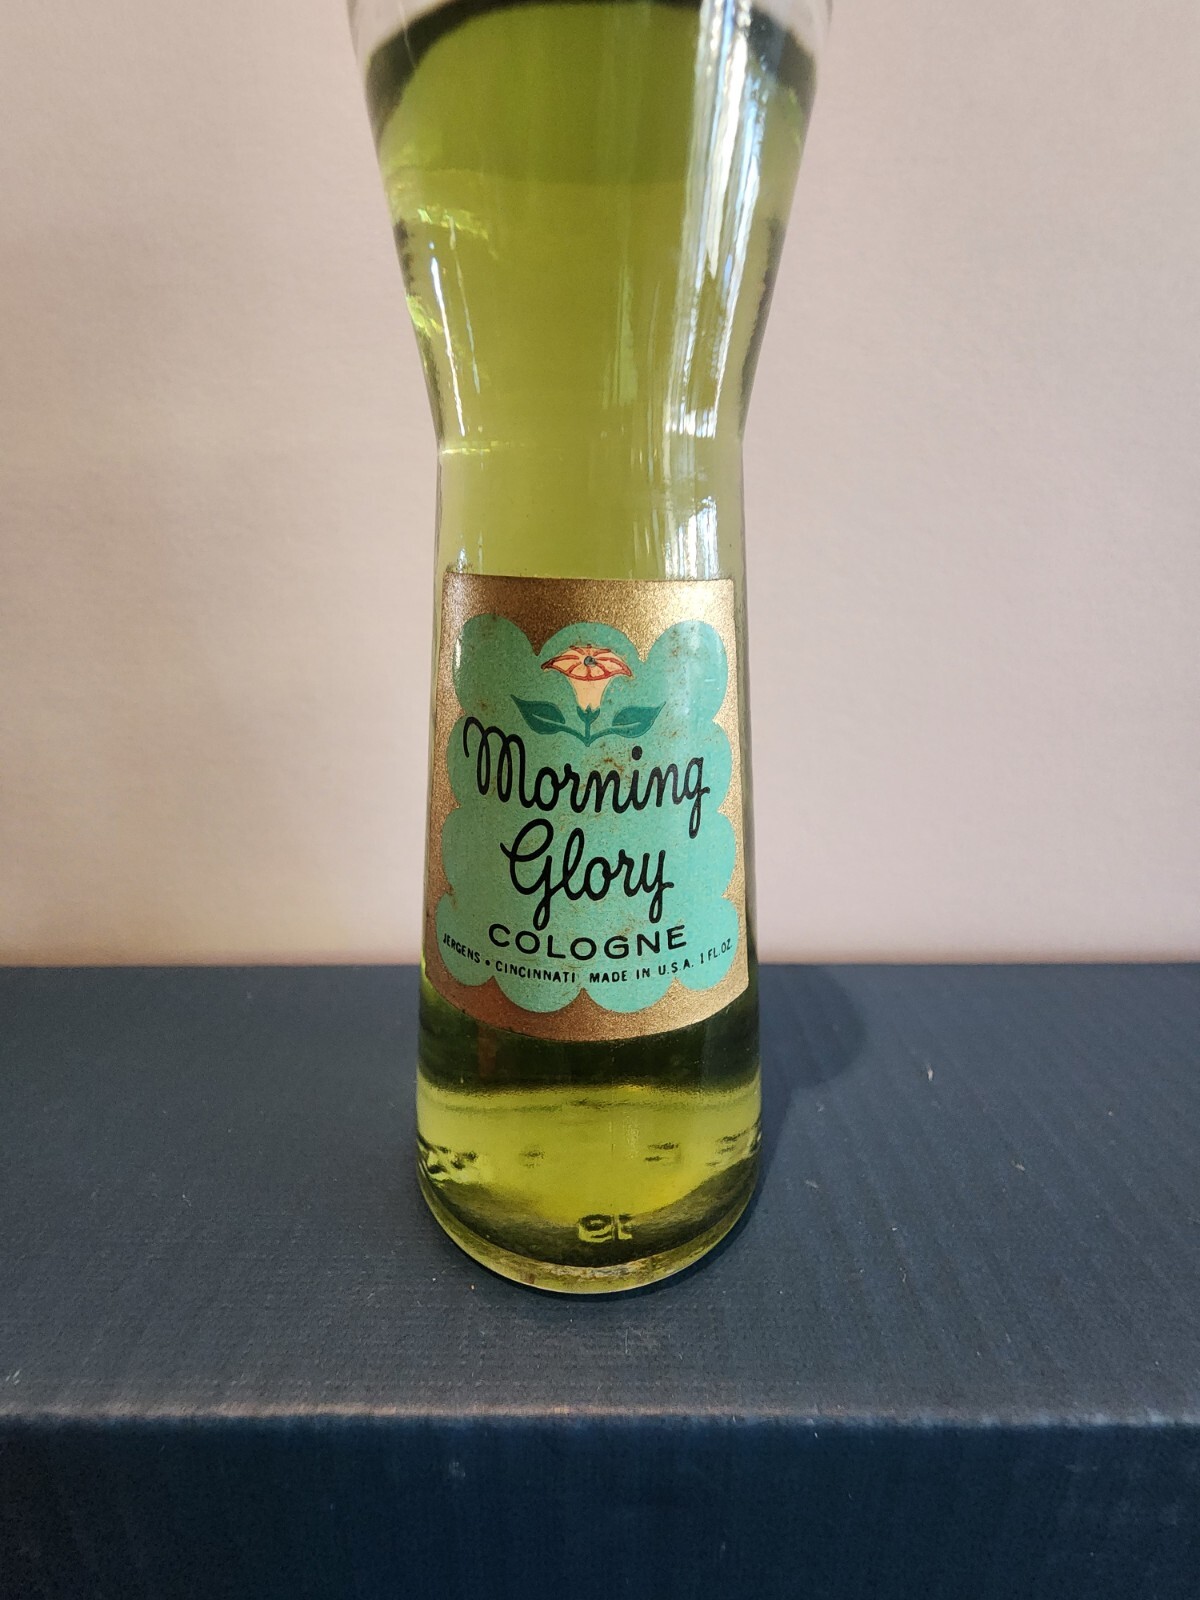 Morning
Glory
COLOGNE
JERGENS • CINCINNATI MADE IN U.S.A. 1 FL.OZ